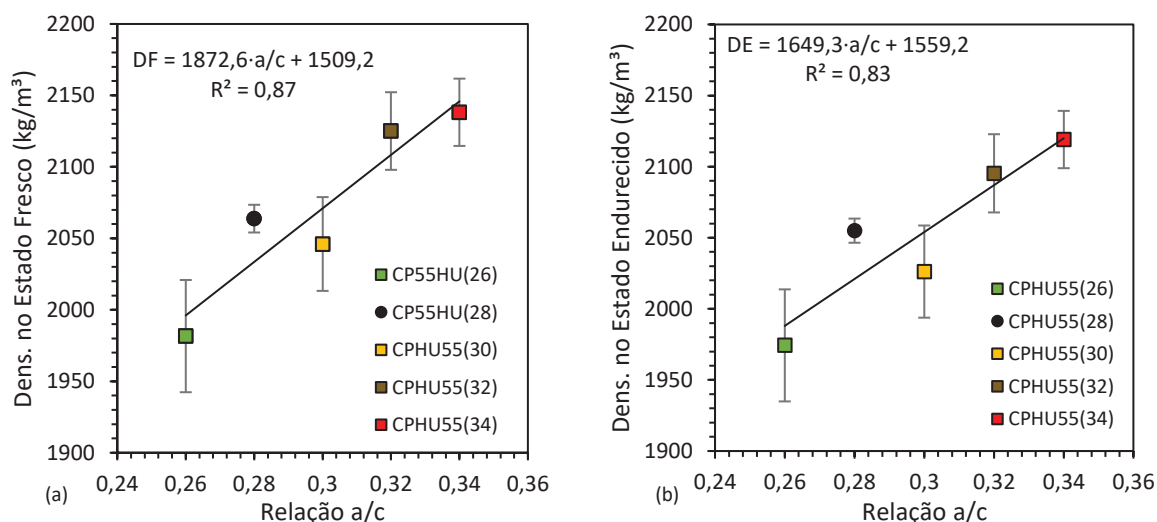 2200
2150
2100
2050
2000
1950
1900
Dens. no Estado Fresco (kg/m³)
DF = 1872,6·a/c + 1509,2
R² = 0,87
CP55HU(26)
CP55HU(28)
CPHU55(30)
CPHU55(32)
CPHU55(34)
0,24
0,26
0,28
0,3
0,32
0,34
0,36
(a)
Relação a/c
2200
2150
2100
2050
2000
1950
1900
Dens. no Estado Endurecido (kg/m³)
DE = 1649,3·a/c + 1559,2
R² = 0,83
CPHU55(26)
CPHU55(28)
CPHU55(30)
CPHU55(32)
CPHU55(34)
0,24
0,26
0,28
0,3
0,32
0,34
0,36
(b)
Relação a/c